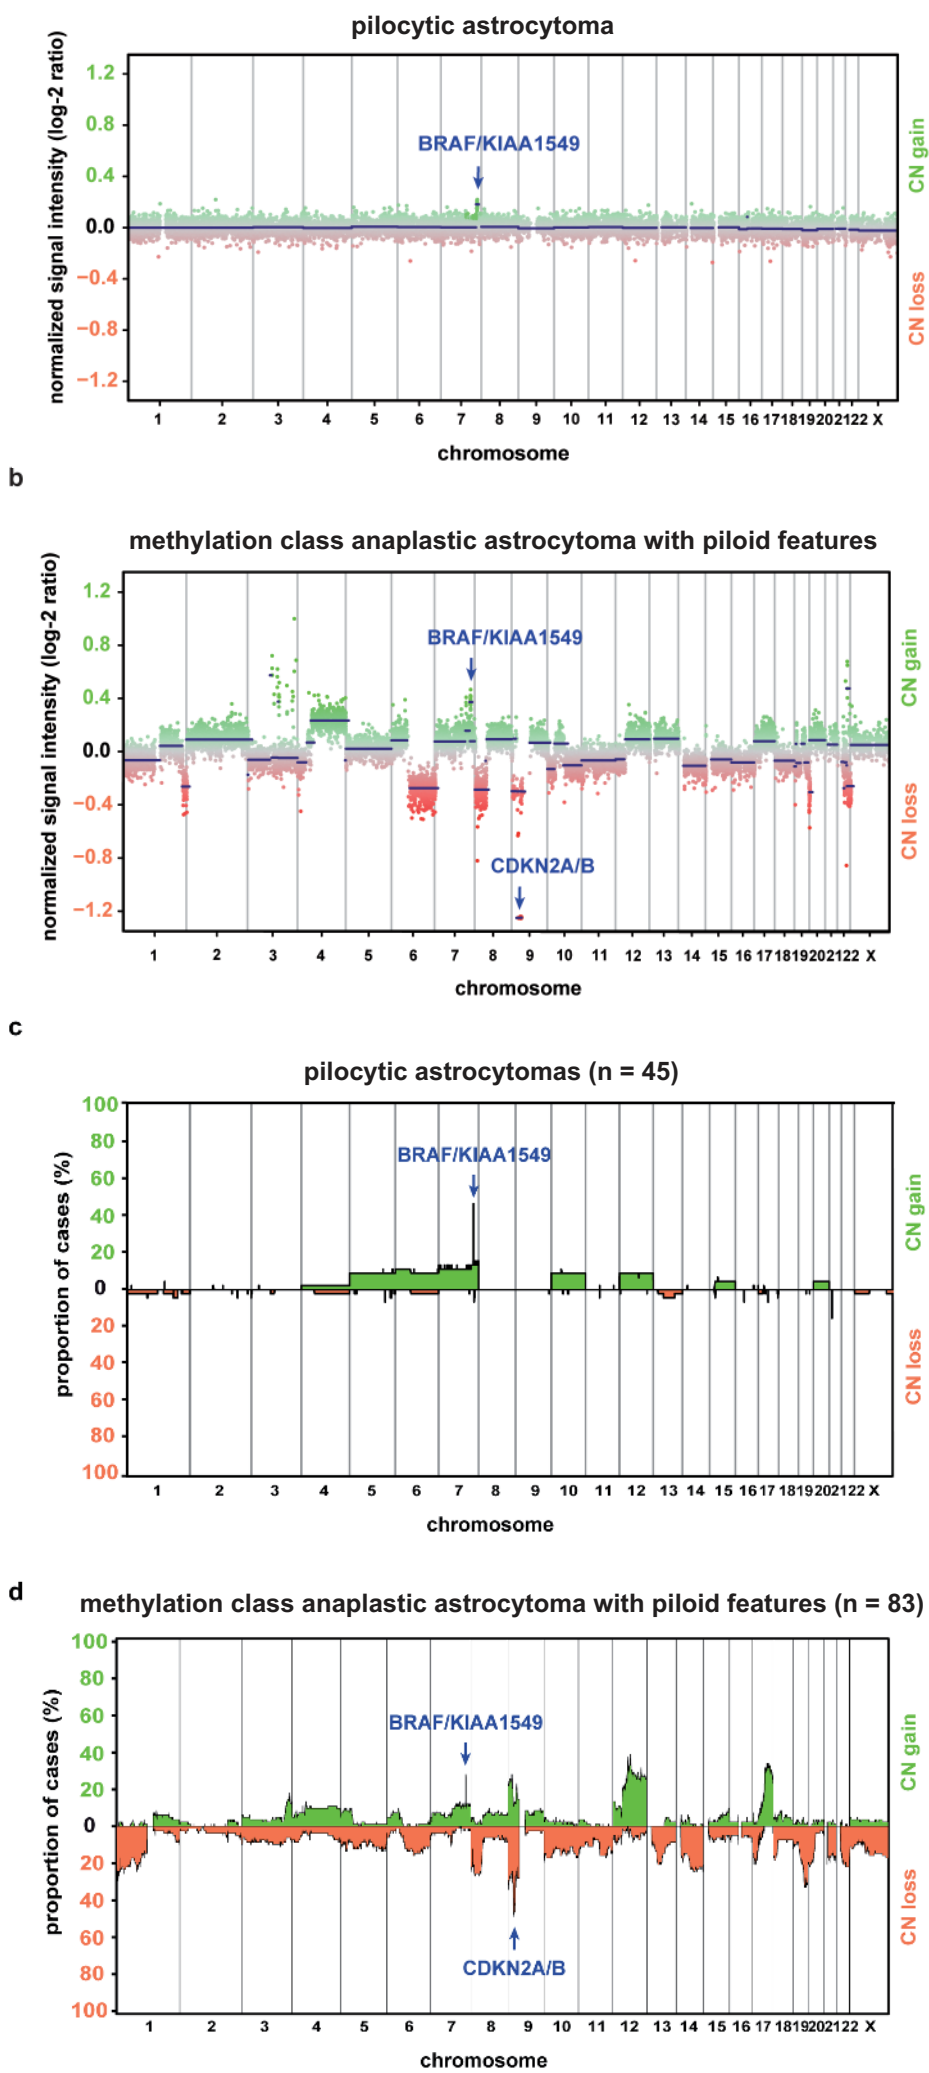 pilocytic astrocytoma
normalized signal intensity (log-2 ratio)
1.2
0.8
0.4
0.0
−0.4
−0.8
−1.2
BRAF/KIAA1549
CN gain
CN loss
1 2 3 4 5 6 7 8 9 10 11 12 13 14 15 16 17 18 19 20 21 22 X
chromosome
b
methylation class anaplastic astrocytoma with piloid features
normalized signal intensity (log-2 ratio)
1.2
0.8
0.4
0.0
−0.4
−0.8
−1.2
BRAF/KIAA1549
CDKN2A/B
CN gain
CN loss
1 2 3 4 5 6 7 8 9 10 11 12 13 14 15 16 17 18 19 20 21 22 X
chromosome
c
pilocytic astrocytomas (n = 45)
proportion of cases (%)
100
80
60
40
20
0
20
40
60
80
100
BRAF/KIAA1549
CN gain
CN loss
1 2 3 4 5 6 7 8 9 10 11 12 13 14 15 16 17 18 19 20 21 22 X
chromosome
d
methylation class anaplastic astrocytoma with piloid features (n = 83)
proportion of cases (%)
100
80
60
40
20
0
20
40
60
80
100
BRAF/KIAA1549
CDKN2A/B
CN gain
CN loss
1 2 3 4 5 6 7 8 9 10 11 12 13 14 15 16 17 18 19 20 21 22 X
chromosome